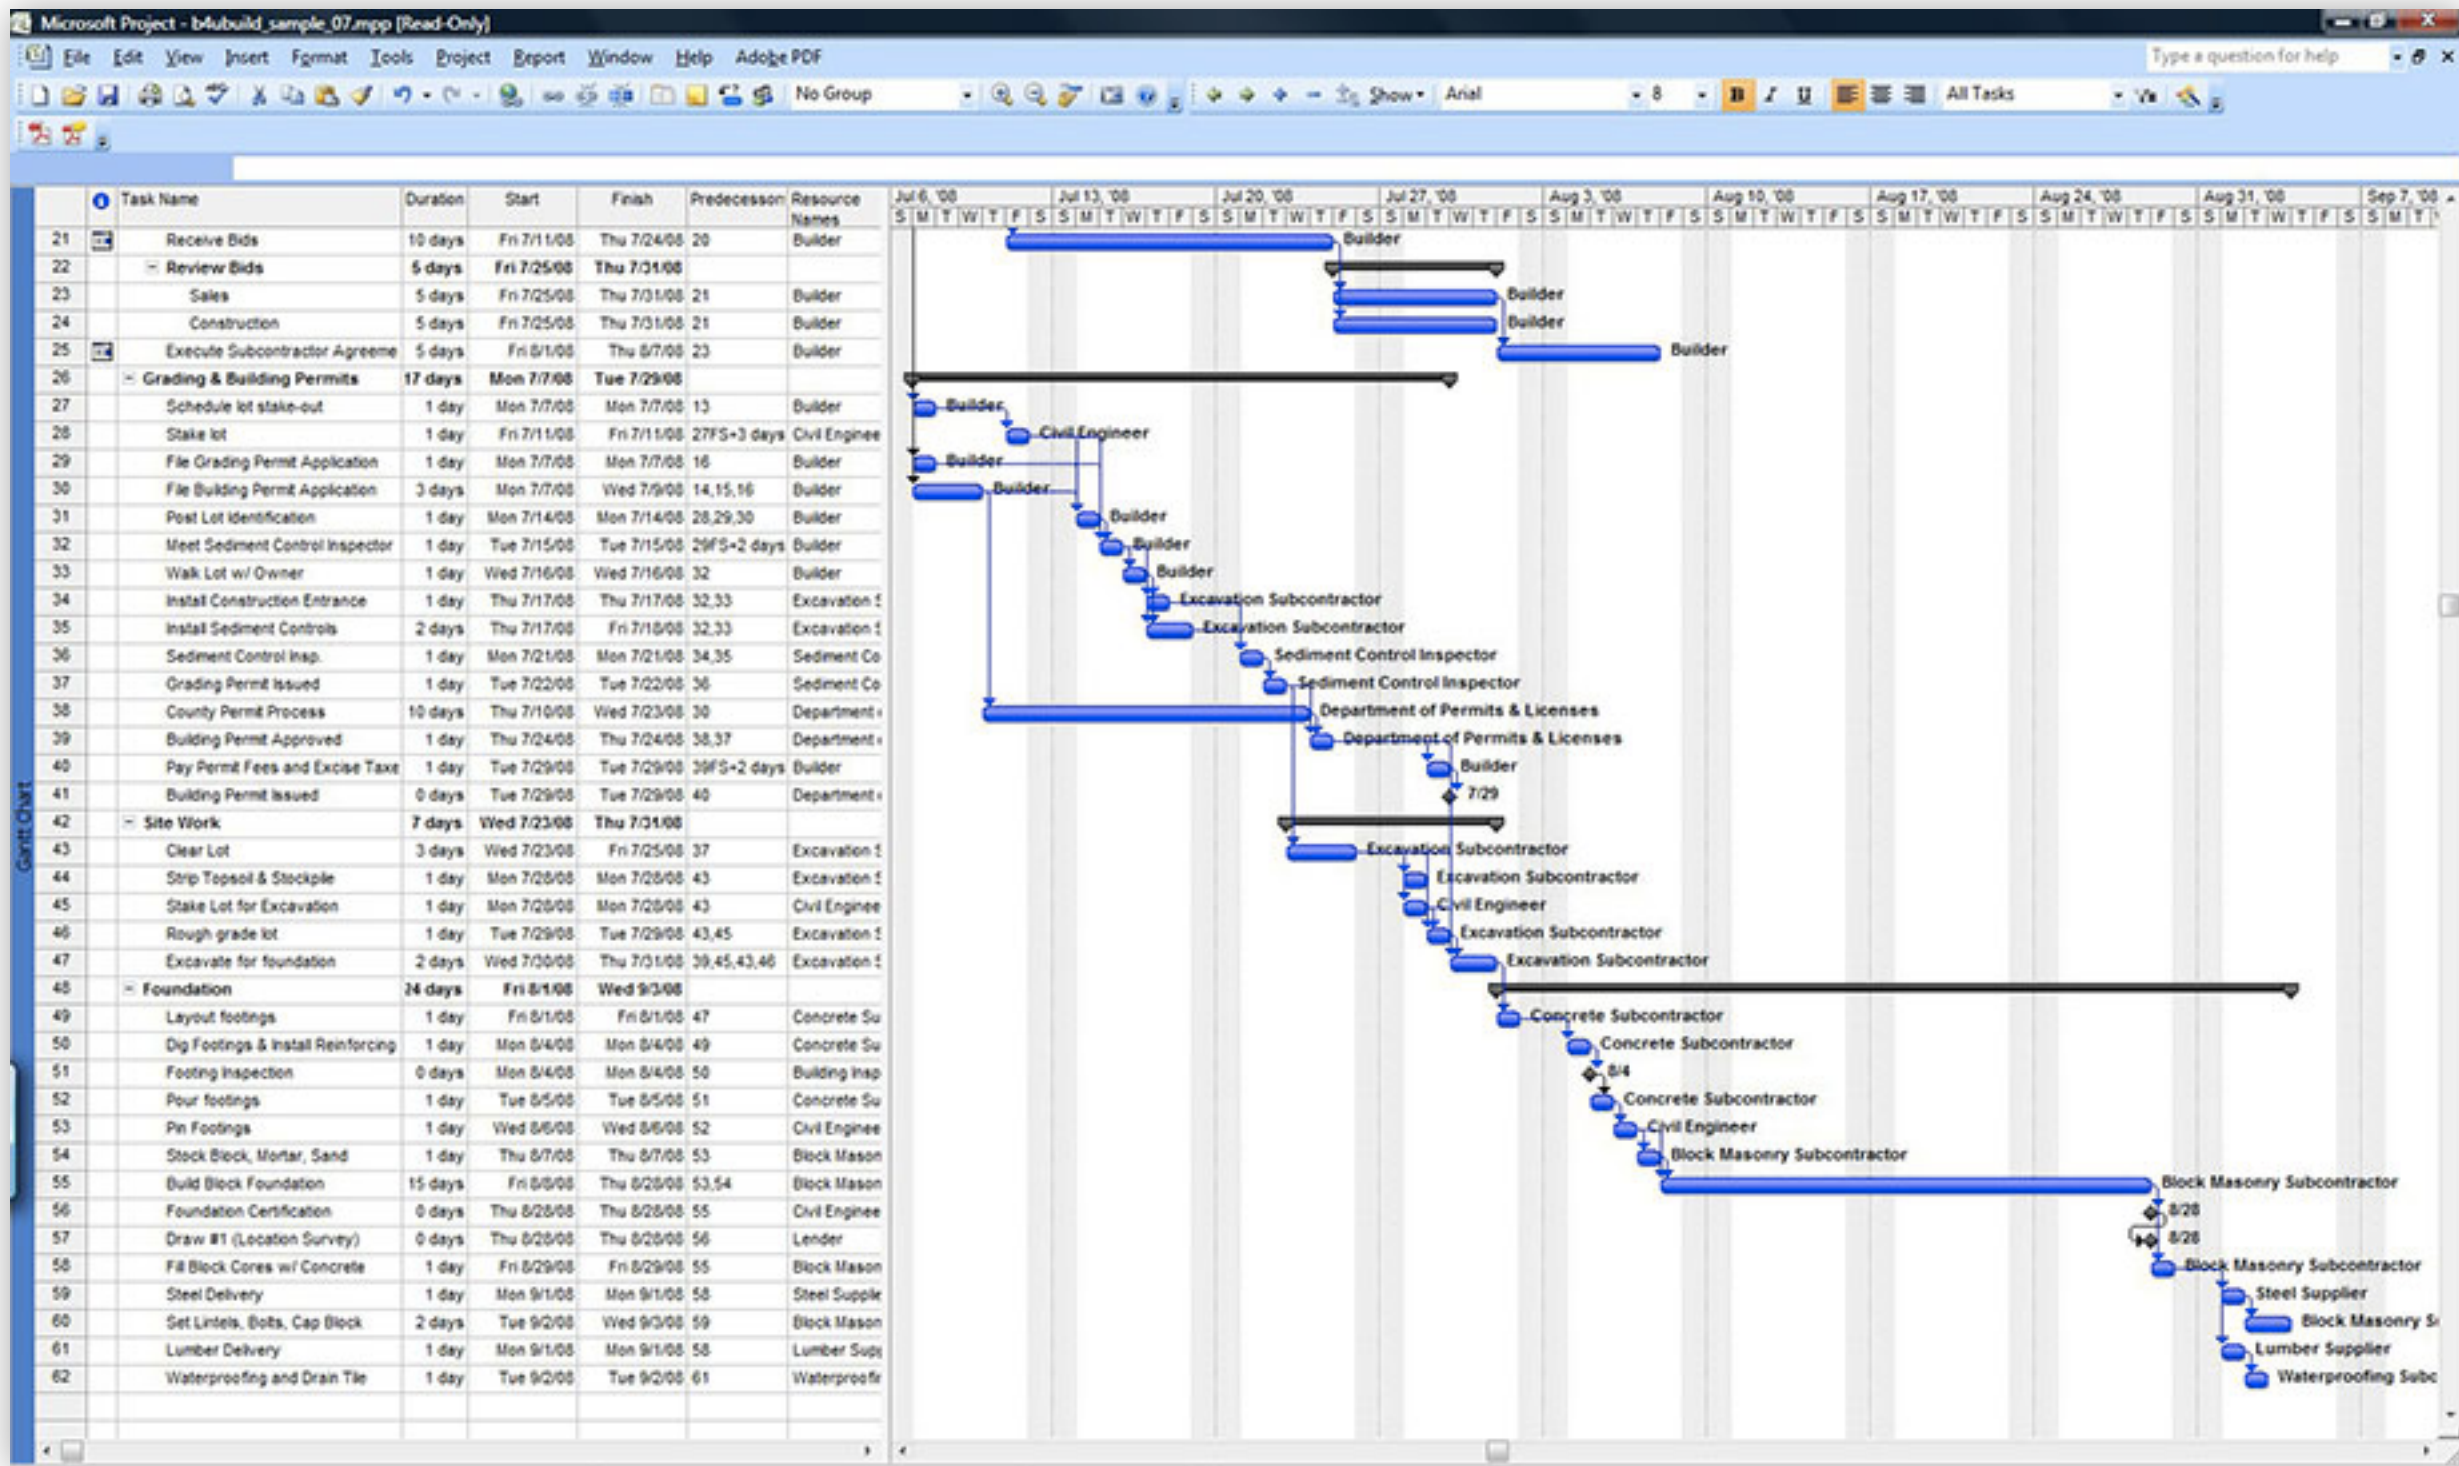 Microsoft Project - b4ubuild_sample_07.mpp [Read-Only]
File Edit View Insert Format Tools Project Report Window Help Adobe PDF Type a question for help
No Group Show Arial 8 B I U All Tasks
Task Name Duration Start Finish Predecessor Resource Names
Jul 6, '08 Jul 13, '08 Jul 20, '08 Jul 27, '08 Aug 3, '08 Aug 10, '08 Aug 17, '08 Aug 24, '08 Aug 31, '08 Sep 7, '08
S M T W T F S S M T W T F S S M T W T F S S M T W T F S S M T W T F S S M T W T F S S M T W T F S S M T W T F S S M T W T F S S M T
21 Receive Bids 10 days Fri 7/11/08 Thu 7/24/08 20 Builder Builder
22 Review Bids 5 days Fri 7/25/08 Thu 7/31/08
23 Sales 5 days Fri 7/25/08 Thu 7/31/08 21 Builder Builder
24 Construction 5 days Fri 7/25/08 Thu 7/31/08 21 Builder Builder
25 Execute Subcontractor Agreeme 5 days Fri 8/1/08 Thu 8/7/08 23 Builder Builder
26 Grading & Building Permits 17 days Mon 7/7/08 Tue 7/29/08
27 Schedule lot stake-out 1 day Mon 7/7/08 Mon 7/7/08 13 Builder Builder
28 Stake lot 1 day Fri 7/11/08 Fri 7/11/08 27FS+3 days Civil Enginee Civil Engineer
29 File Grading Permit Application 1 day Mon 7/7/08 Mon 7/7/08 16 Builder Builder
30 File Building Permit Application 3 days Mon 7/7/08 Wed 7/9/08 14,15,16 Builder Builder
31 Post Lot Identification 1 day Mon 7/14/08 Mon 7/14/08 28,29,30 Builder Builder
32 Meet Sediment Control Inspector 1 day Tue 7/15/08 Tue 7/15/08 29FS+2 days Builder Builder
33 Walk Lot w/ Owner 1 day Wed 7/16/08 Wed 7/16/08 32 Builder Builder
34 Install Construction Entrance 1 day Thu 7/17/08 Thu 7/17/08 32,33 Excavation S Excavation Subcontractor
35 Install Sediment Controls 2 days Thu 7/17/08 Fri 7/18/08 32,33 Excavation S Excavation Subcontractor
36 Sediment Control Insp. 1 day Mon 7/21/08 Mon 7/21/08 34,35 Sediment Co Sediment Control Inspector
37 Grading Permit Issued 1 day Tue 7/22/08 Tue 7/22/08 36 Sediment Co Sediment Control Inspector
38 County Permit Process 10 days Thu 7/10/08 Wed 7/23/08 30 Department Department of Permits & Licenses
39 Building Permit Approved 1 day Thu 7/24/08 Thu 7/24/08 38,37 Department Department of Permits & Licenses
40 Pay Permit Fees and Excise Taxe 1 day Tue 7/29/08 Tue 7/29/08 39FS+2 days Builder Builder
41 Building Permit Issued 0 days Tue 7/29/08 Tue 7/29/08 40 Department 7/29
42 Site Work 7 days Wed 7/23/08 Thu 7/31/08
43 Clear Lot 3 days Wed 7/23/08 Fri 7/25/08 37 Excavation S Excavation Subcontractor
44 Strip Topsoil & Stockpile 1 day Mon 7/28/08 Mon 7/28/08 43 Excavation S Excavation Subcontractor
45 Stake Lot for Excavation 1 day Mon 7/28/08 Mon 7/28/08 43 Civil Enginee Civil Engineer
46 Rough grade lot 1 day Tue 7/29/08 Tue 7/29/08 43,45 Excavation S Excavation Subcontractor
47 Excavate for foundation 2 days Wed 7/30/08 Thu 7/31/08 39,45,43,46 Excavation S Excavation Subcontractor
48 Foundation 24 days Fri 8/1/08 Wed 9/3/08
49 Layout footings 1 day Fri 8/1/08 Fri 8/1/08 47 Concrete Su Concrete Subcontractor
50 Dig Footings & Install Reinforcing 1 day Mon 8/4/08 Mon 8/4/08 49 Concrete Su Concrete Subcontractor
51 Footing Inspection 0 days Mon 8/4/08 Mon 8/4/08 50 Building Insp 8/4
52 Pour footings 1 day Tue 8/5/08 Tue 8/5/08 51 Concrete Su Concrete Subcontractor
53 Pin Footings 1 day Wed 8/6/08 Wed 8/6/08 52 Civil Enginee Civil Engineer
54 Stock Block, Mortar, Sand 1 day Thu 8/7/08 Thu 8/7/08 53 Block Mason Block Masonry Subcontractor
55 Build Block Foundation 15 days Fri 8/8/08 Thu 8/28/08 53,54 Block Mason Block Masonry Subcontractor
56 Foundation Certification 0 days Thu 8/28/08 Thu 8/28/08 55 Civil Enginee 8/28
57 Draw #1 (Location Survey) 0 days Thu 8/28/08 Thu 8/28/08 56 Lender 8/28
58 Fill Block Cores w/ Concrete 1 day Fri 8/29/08 Fri 8/29/08 55 Block Mason Block Masonry Subcontractor
59 Steel Delivery 1 day Mon 9/1/08 Mon 9/1/08 58 Steel Supplie Steel Supplier
60 Set Lintels, Bolts, Cap Block 2 days Tue 9/2/08 Wed 9/3/08 59 Block Mason Block Masonry S
61 Lumber Delivery 1 day Mon 9/1/08 Mon 9/1/08 58 Lumber Supp Lumber Supplier
62 Waterproofing and Drain Tile 1 day Tue 9/2/08 Tue 9/2/08 61 Waterproofin Waterproofing Subc
Gantt Chart